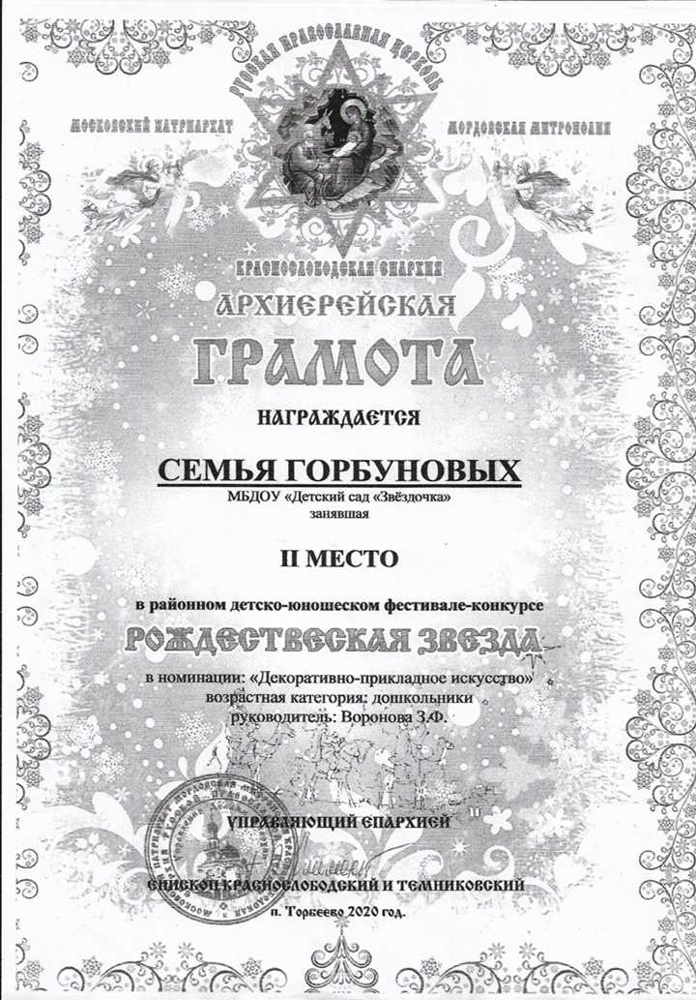 РУССКАЯ ПРАВОСЛАВНАЯ ЦЕРКОВЬ
МОСКОВСКИЙ ПАТРИАРХАТ
МОРДОВСКАЯ МИТРОПОЛИЯ
КРАСНОСЛОБОДСКАЯ ЕПАРХИЯ
АРХИЕРЕЙСКАЯ
ГРАМОТА
НАГРАЖДАЕТСЯ
СЕМЬЯ ГОРБУНОВЫХ
МБДОУ «Детский сад «Звёздочка»
занявшая
II МЕСТО
в районном детско-юношеском фестивале-конкурсе
РОЖДЕСТВЕСКАЯ ЗВЕЗДА
в номинации: «Декоративно-прикладное искусство»
возрастная категория: дошкольники
руководитель: Воронова З.Ф.
УПРАВЛЯЮЩИЙ ЕПАРХИЕЙ
ЕПИСКОП КРАСНОСЛОБОДСКИЙ И ТЕМНИКОВСКИЙ
п. Торбеево 2020 год.